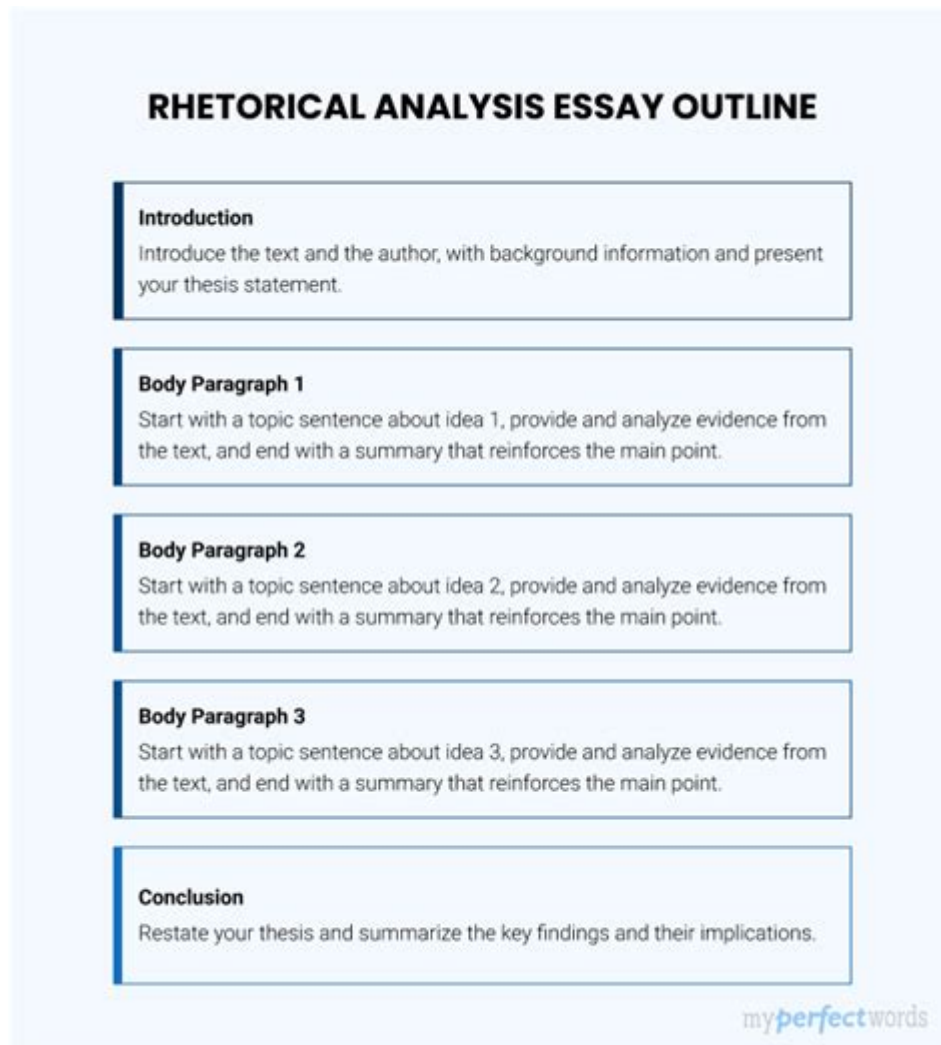 RHETORICAL ANALYSIS ESSAY OUTLINE
Introduction
Introduce the text and the author, with background information and present
your thesis statement.
Body Paragraph 1
Start with a topic sentence about idea 1, provide and analyze evidence from
the text, and end with a summary that reinforces the main point.
Body Paragraph 2
Start with a topic sentence about idea 2, provide and analyze evidence from
the text, and end with a summary that reinforces the main point.
Body Paragraph 3
Start with a topic sentence about idea 3, provide and analyze evidence from
the text, and end with a summary that reinforces the main point.
Conclusion
Restate your thesis and summarize the key findings and their implications.
myperfectwords